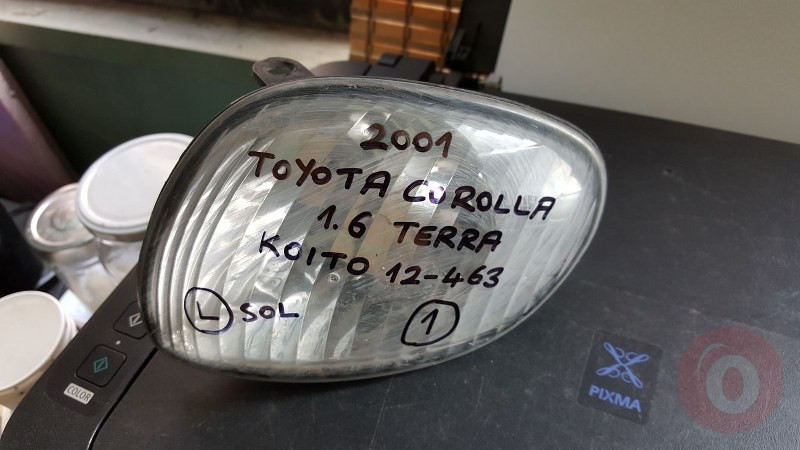 2001
TOYOTA COROLLA
1.6 TERRA
KOITO 12-463
L SOL
1
COLOR
PIXMA